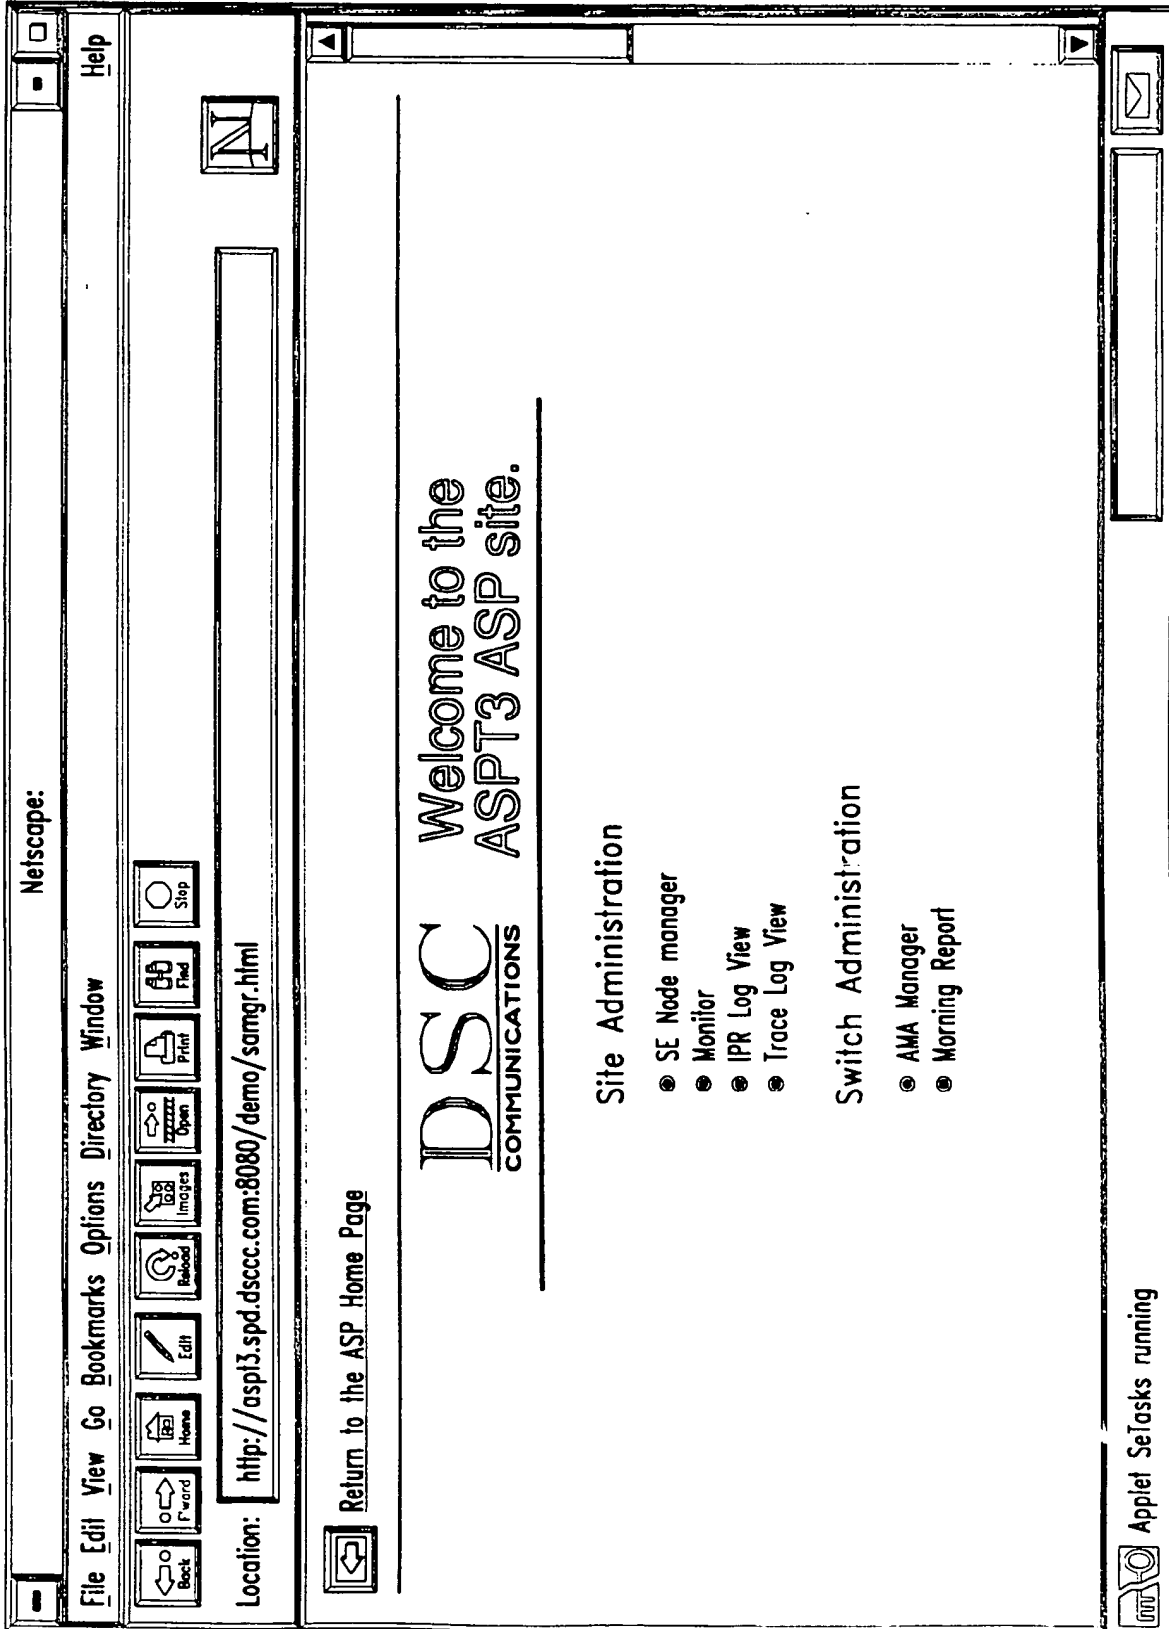 Netscape:
File Edit View Go Bookmarks Options Directory Window Help
Back F'ward Home Edit Reload Images Open Print Find Stop
Location: http://aspt3.spd.dsccc.com:8080/demo/samgr.html
N
Return to the ASP Home Page
DSC
COMMUNICATIONS
Welcome to the
ASPT3 ASP site.
Site Administration
SE Node manager
Monitor
IPR Log View
Trace Log View
Switch Administration
AMA Manager
Morning Report
Applet SeTasks running